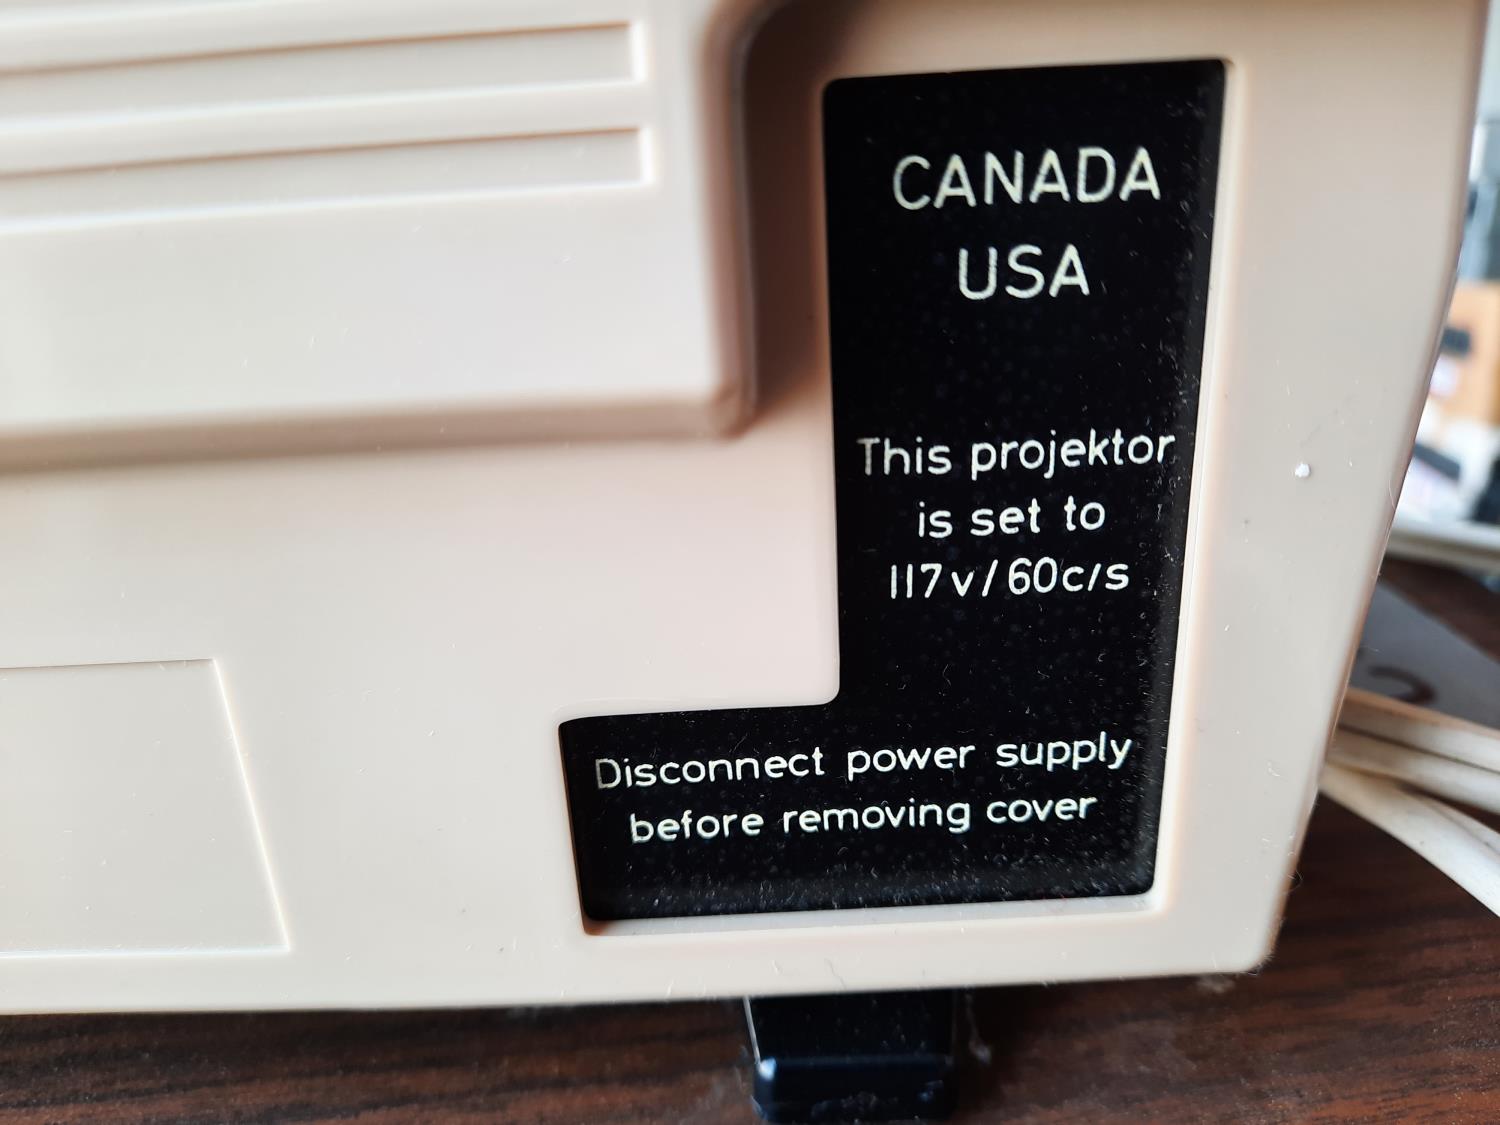 CANADA
USA
This projektor
is set to
117v/60c/s
Disconnect power supply
before removing cover